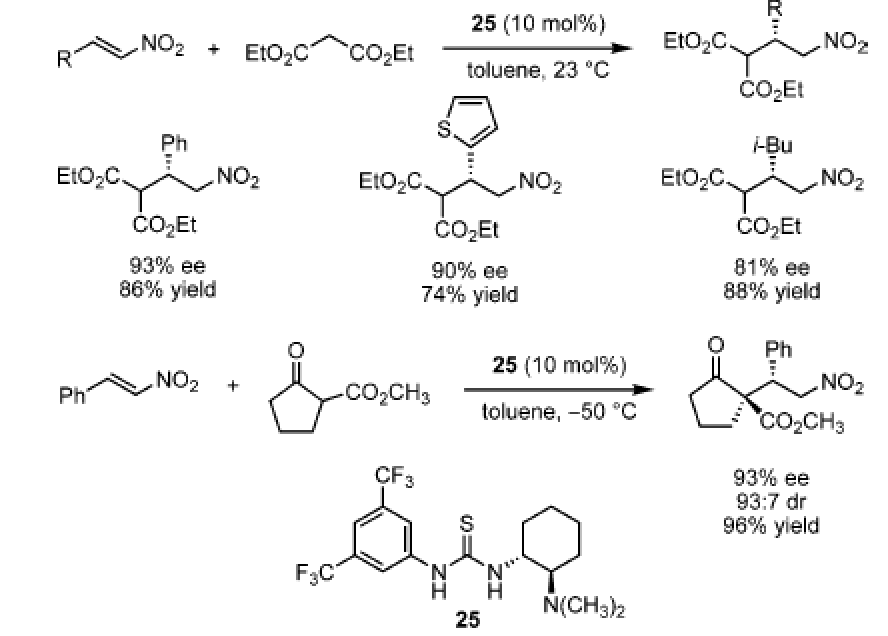 R NO₂ + EtO₂C CO₂Et 25 (10 mol%) toluene, 23 °C R EtO₂C NO₂ CO₂Et
Ph EtO₂C NO₂ CO₂Et
93% ee
86% yield
S EtO₂C NO₂ CO₂Et
90% ee
74% yield
i-Bu EtO₂C NO₂ CO₂Et
81% ee
88% yield
Ph NO₂ + O CO₂CH₃ 25 (10 mol%) toluene, –50 °C O Ph NO₂ CO₂CH₃
93% ee
93:7 dr
96% yield
CF₃
S
F₃C N H N H N(CH₃)₂
25